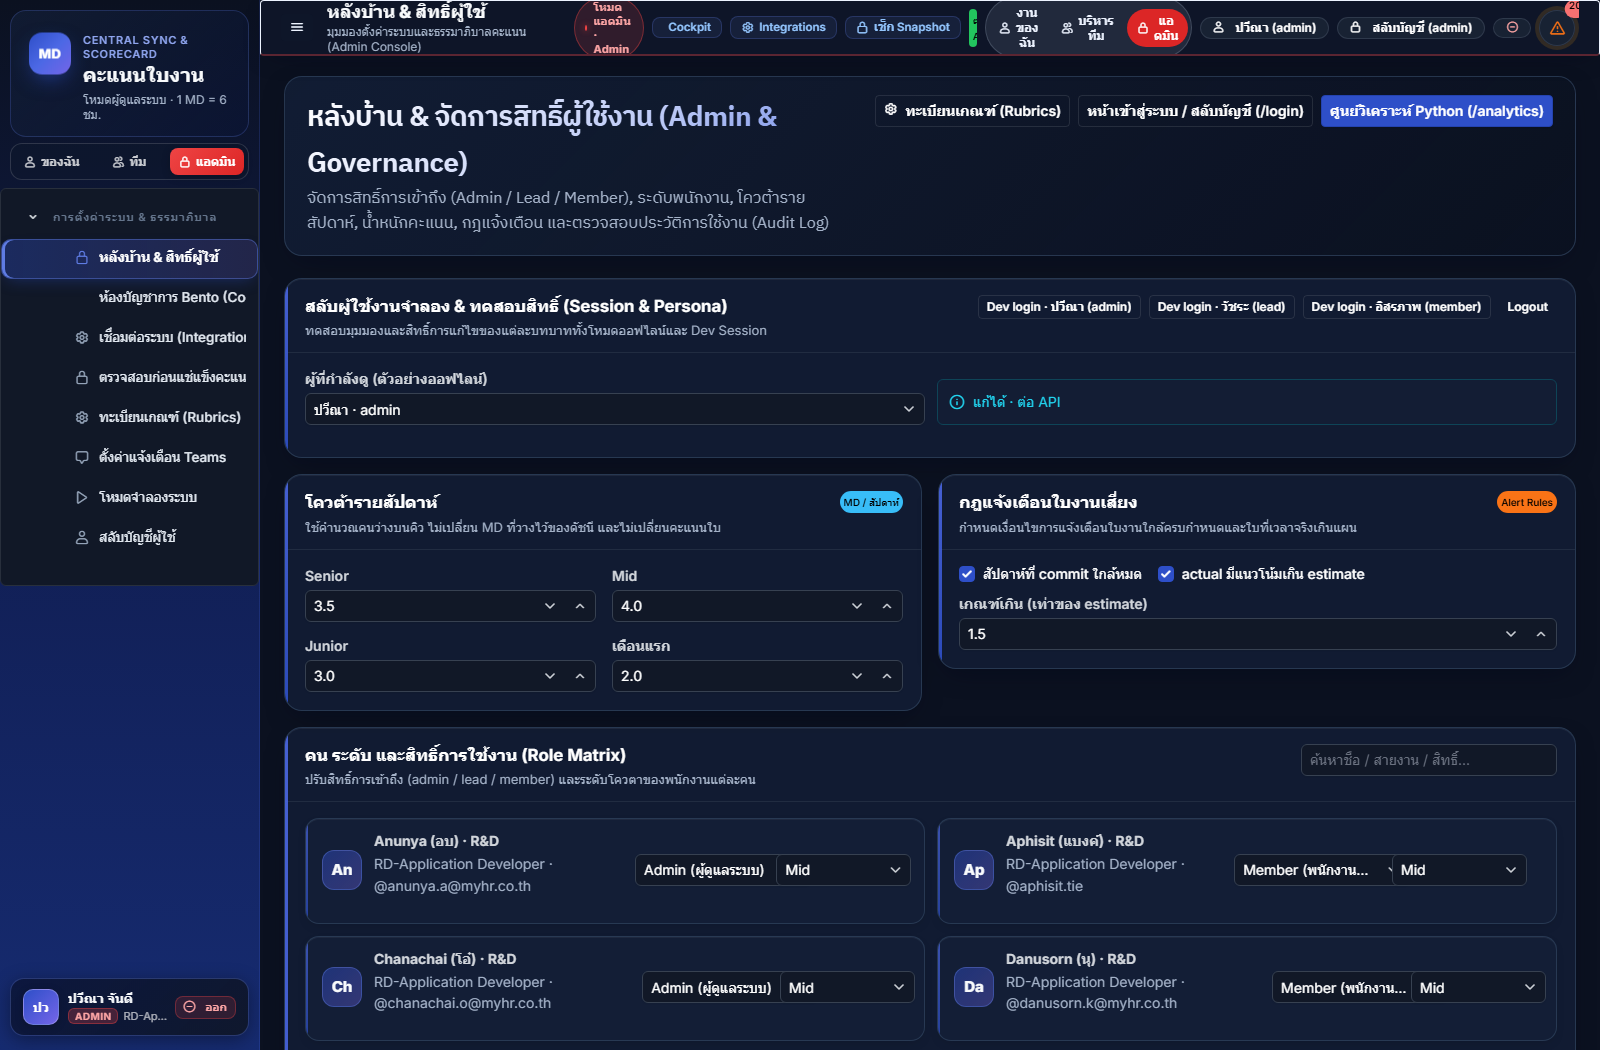 MD
CENTRAL SYNC &
SCORECARD
คะแนนใบงาน
โหมดผู้ดูแลระบบ · 1 MD = 6
ชม.
ของฉัน
ทีม
แอดมิน
การตั้งค่าระบบ & ธรรมาภิบาล
หลังบ้าน & สิทธิ์ผู้ใช้
ห้องบัญชาการ Bento (Co
เชื่อมต่อระบบ (Integration
ตรวจสอบก่อนแช่แข็งคะแน
ทะเบียนเกณฑ์ (Rubrics)
ตั้งค่าแจ้งเตือน Teams
โหมดจำลองระบบ
สลับบัญชีผู้ใช้
ปว
ปวีณา จันดี
ADMIN RD-Ap...
ออก
หลังบ้าน & สิทธิ์ผู้ใช้
มุมมองตั้งค่าระบบและธรรมาภิบาลคะแนน
(Admin Console)
โหมด
แอดมิน
·
Admin
Cockpit
Integrations
เช็ก Snapshot
งาน
ของ
ฉัน
บริหาร
ทีม
แอ
ดมิน
ปวีณา (admin)
สลับบัญชี (admin)
20
หลังบ้าน & จัดการสิทธิ์ผู้ใช้งาน (Admin &
Governance)
จัดการสิทธิ์การเข้าถึง (Admin / Lead / Member), ระดับพนักงาน, โควต้าราย
สัปดาห์, น้ำหนักคะแนน, กฎแจ้งเตือน และตรวจสอบประวัติการใช้งาน (Audit Log)
ทะเบียนเกณฑ์ (Rubrics)
หน้าเข้าสู่ระบบ / สลับบัญชี (/login)
ศูนย์วิเคราะห์ Python (/analytics)
สลับผู้ใช้งานจำลอง & ทดสอบสิทธิ์ (Session & Persona)
ทดสอบมุมมองและสิทธิ์การแก้ไขของแต่ละบทบาททั้งโหมดออฟไลน์และ Dev Session
Dev login · ปวีณา (admin)
Dev login · วัชระ (lead)
Dev login · อิสรภาพ (member)
Logout
ผู้ที่กำลังดู (ตัวอย่างออฟไลน์)
ปวีณา · admin
แก้ได้ · ต่อ API
โควต้ารายสัปดาห์
MD / สัปดาห์
ใช้คำนวณคนว่างบนคิว ไม่เปลี่ยน MD ที่วางไว้ของดัชนี และไม่เปลี่ยนคะแนนใบ
Senior
Mid
3.5
4.0
Junior
เดือนแรก
3.0
2.0
กฎแจ้งเตือนใบงานเสี่ยง
Alert Rules
กำหนดเงื่อนไขการแจ้งเตือนใบงานใกล้ครบกำหนดและใบที่เวลาจริงเกินแผน
สัปดาห์ที่ commit ใกล้หมด
actual มีแนวโน้มเกิน estimate
เกณฑ์เกิน (เท่าของ estimate)
1.5
คน ระดับ และสิทธิ์การใช้งาน (Role Matrix)
ปรับสิทธิ์การเข้าถึง (admin / lead / member) และระดับโควตาของพนักงานแต่ละคน
ค้นหาชื่อ / สายงาน / สิทธิ์...
An
Anunya (อบ) · R&D
RD-Application Developer ·
@anunya.a@myhr.co.th
Admin (ผู้ดูแลระบบ)
Mid
Ap
Aphisit (แบงค์) · R&D
RD-Application Developer ·
@aphisit.tie
Member (พนักงาน...
Mid
Ch
Chanachai (โอ๋) · R&D
RD-Application Developer ·
@chanachai.o@myhr.co.th
Admin (ผู้ดูแลระบบ)
Mid
Da
Danusorn (นุ) · R&D
RD-Application Developer ·
@danusorn.k@myhr.co.th
Member (พนักงาน...
Mid